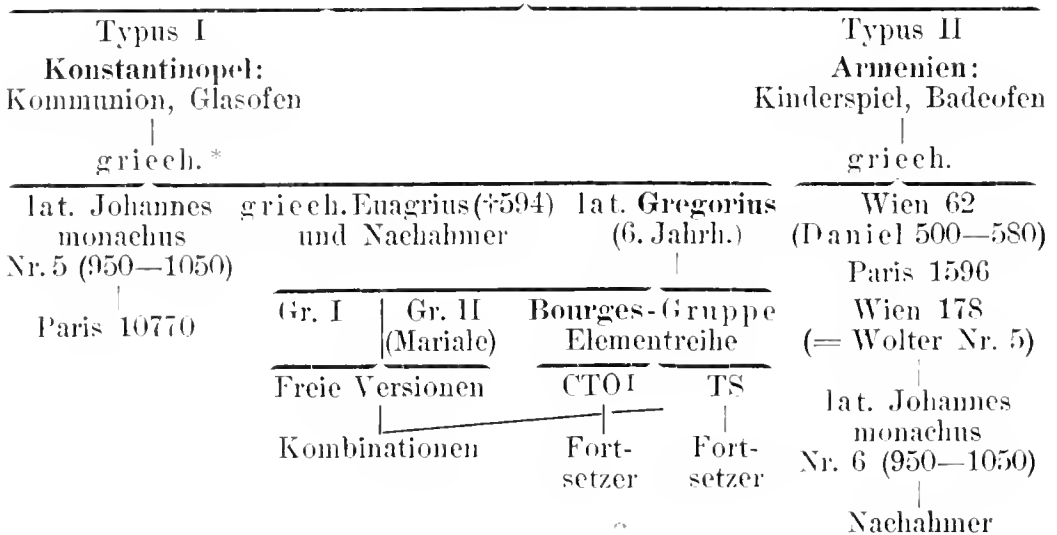 Typus I
Konstantinopel:
Kommunion, Glasofen
griech.*
Typus II
Armenien:
Kinderspiel, Badeofen
griech.
lat. Johannes
monachus
Nr. 5 (950—1050)
Paris 10770
griech. Euagrius (†594)
und Nachahmer
lat. Gregorius
(6. Jahrh.)
Gr. I
Gr. II
(Mariale)
Bourges-Gruppe
Elementreihe
Freie Versionen
CTO I
TS
Kombinationen
Fort-
setzer
Fort-
setzer
Wien 62
(Daniel 500—580)
Paris 1596
Wien 178
(= Wolter Nr. 5)
lat. Johannes
monachus
Nr. 6 (950—1050)
Nachahmer